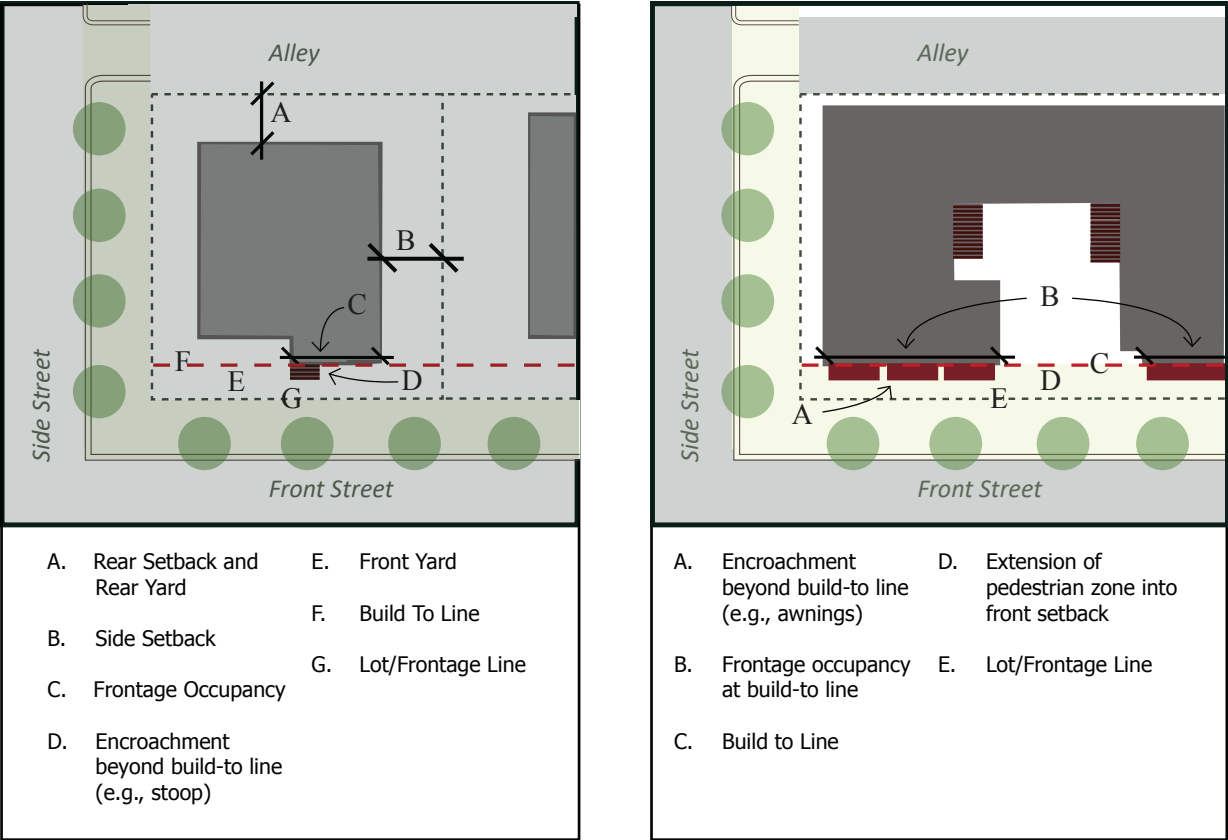 Alley
A
B
C
F
E
D
G
Side Street
Front Street
A. Rear Setback and
Rear Yard
B. Side Setback
C. Frontage Occupancy
D. Encroachment
beyond build-to line
(e.g., stoop)
E. Front Yard
F. Build To Line
G. Lot/Frontage Line
Alley
B
C
D
E
A
Side Street
Front Street
A. Encroachment
beyond build-to line
(e.g., awnings)
B. Frontage occupancy
at build-to line
C. Build to Line
D. Extension of
pedestrian zone into
front setback
E. Lot/Frontage Line